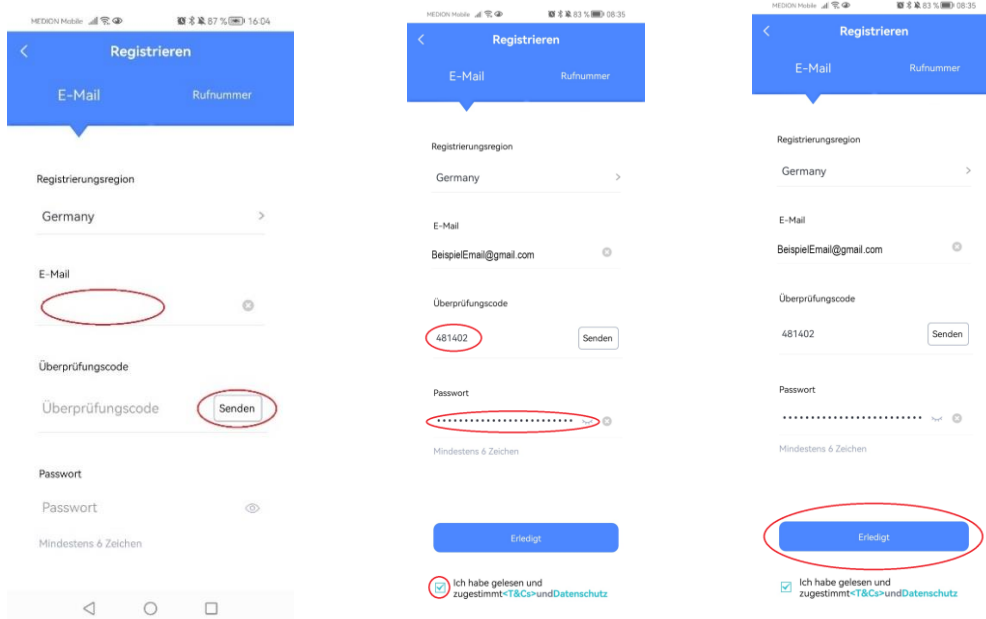 MEDION Mobile 87 % 16:04
Registrieren
E-Mail Rufnummer
Registrierungsregion
Germany
E-Mail
Überprüfungscode
Überprüfungscode Senden
Passwort
Passwort
Mindestens 6 Zeichen
MEDION Mobile 83 % 08:35
Registrieren
E-Mail Rufnummer
Registrierungsregion
Germany
E-Mail
BeispielEmail@gmail.com
Überprüfungscode
481402 Senden
Passwort
••••••••••••••••••••••••
Mindestens 6 Zeichen
Erledigt
Ich habe gelesen und
zugestimmt<T&Cs>undDatenschutz
MEDION Mobile 83 % 08:35
Registrieren
E-Mail Rufnummer
Registrierungsregion
Germany
E-Mail
BeispielEmail@gmail.com
Überprüfungscode
481402 Senden
Passwort
••••••••••••••••••••••••
Mindestens 6 Zeichen
Erledigt
Ich habe gelesen und
zugestimmt<T&Cs>undDatenschutz